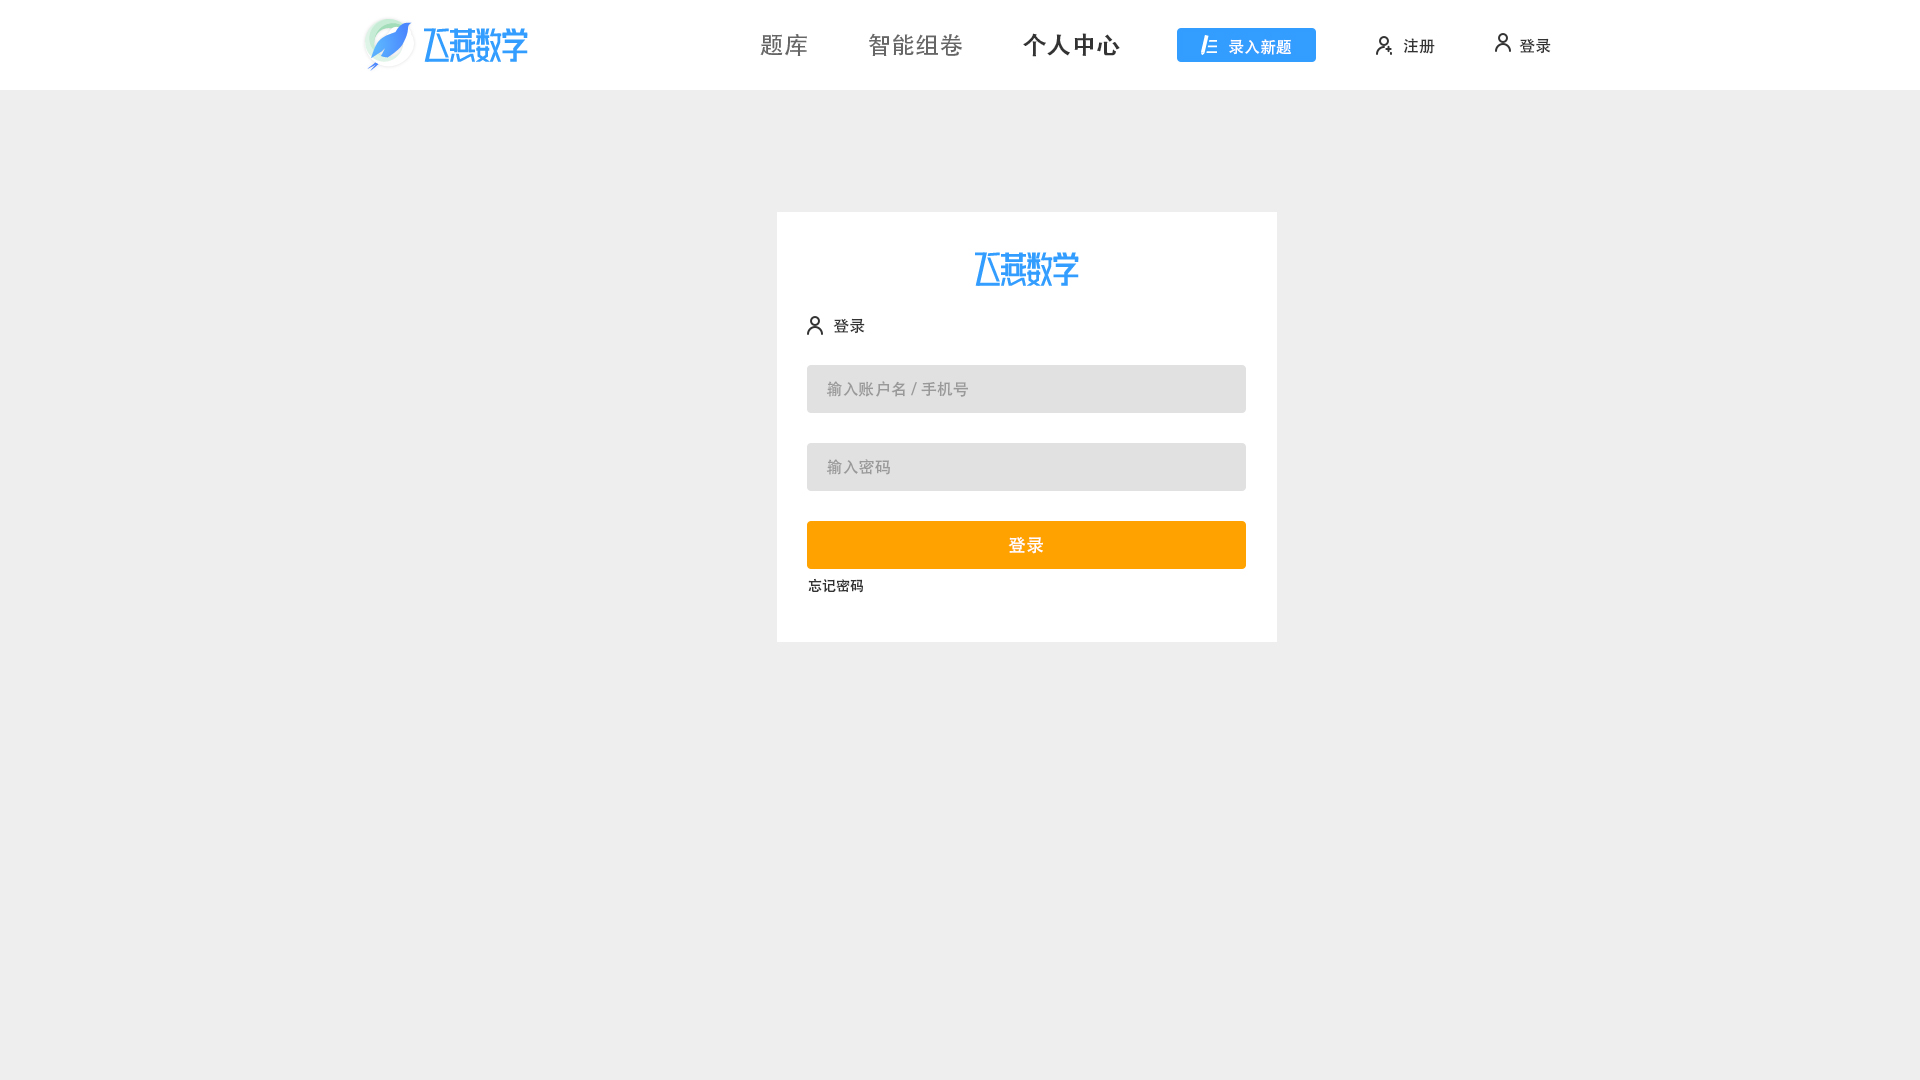 飞燕数学 题库 智能组卷 个人中心 录入新题 注册 登录
飞燕数学
登录
输入账户名 / 手机号
输入密码
登录
忘记密码